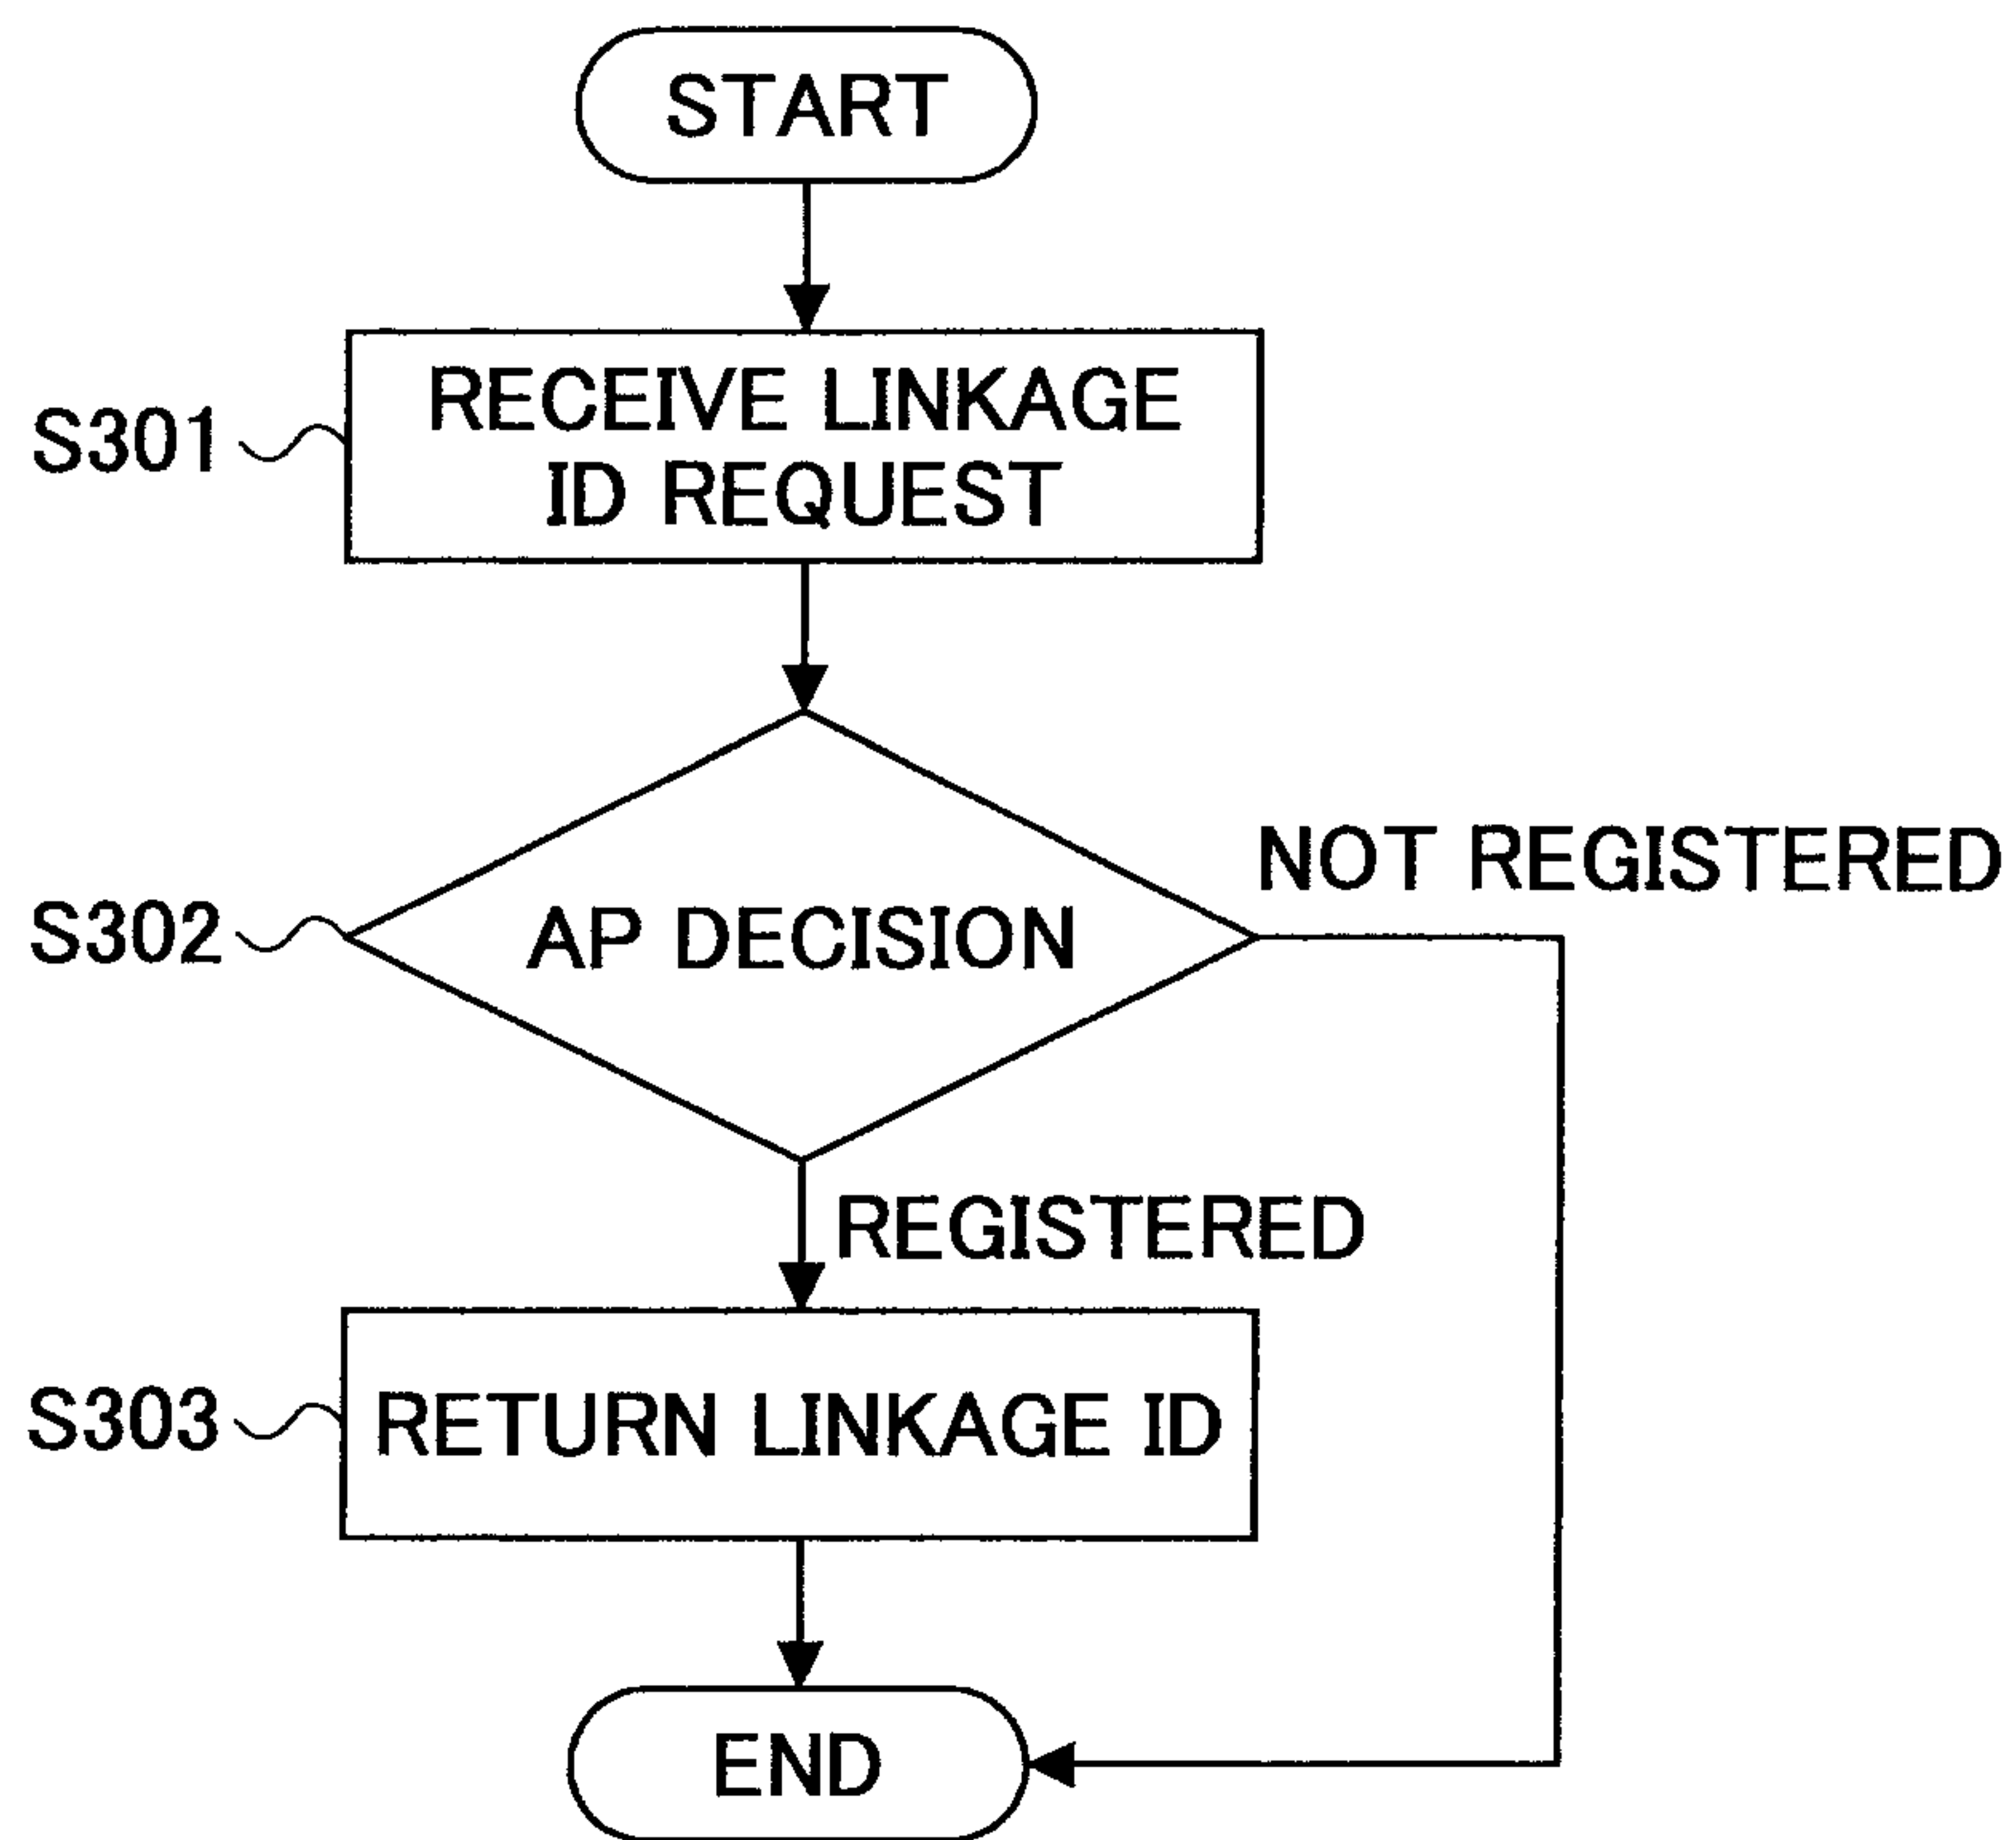 START
S301
RECEIVE LINKAGE
ID REQUEST
S302
AP DECISION
NOT REGISTERED
REGISTERED
S303
RETURN LINKAGE ID
END